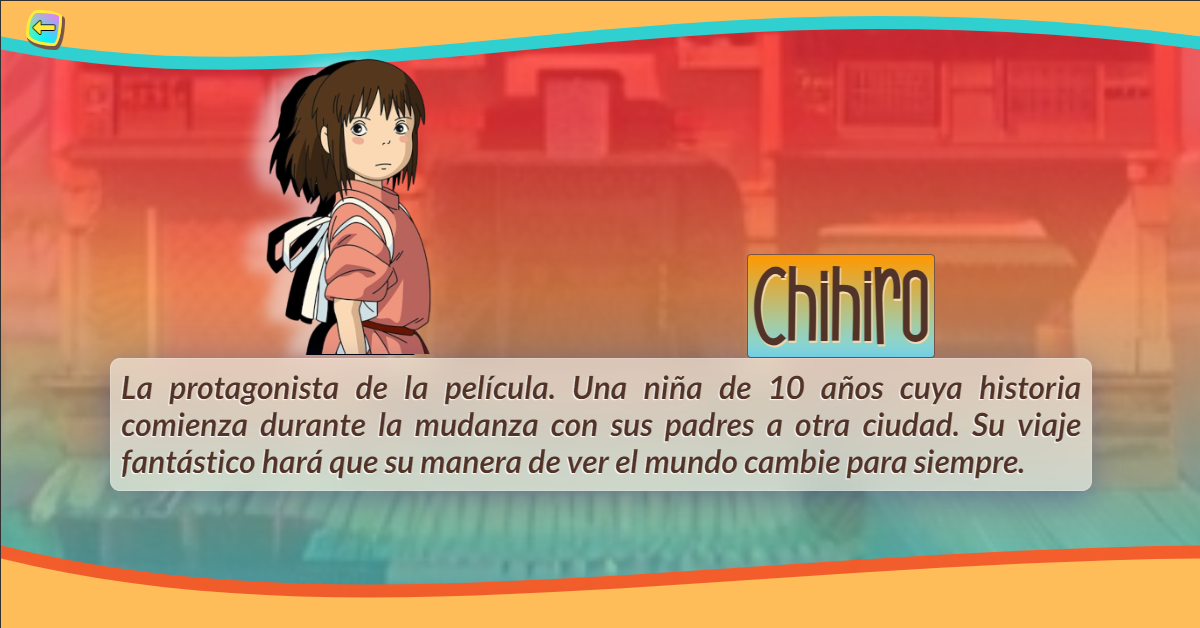 Chihiro
La protagonista de la película. Una niña de 10 años cuya historia
comienza durante la mudanza con sus padres a otra ciudad. Su viaje
fantástico hará que su manera de ver el mundo cambie para siempre.